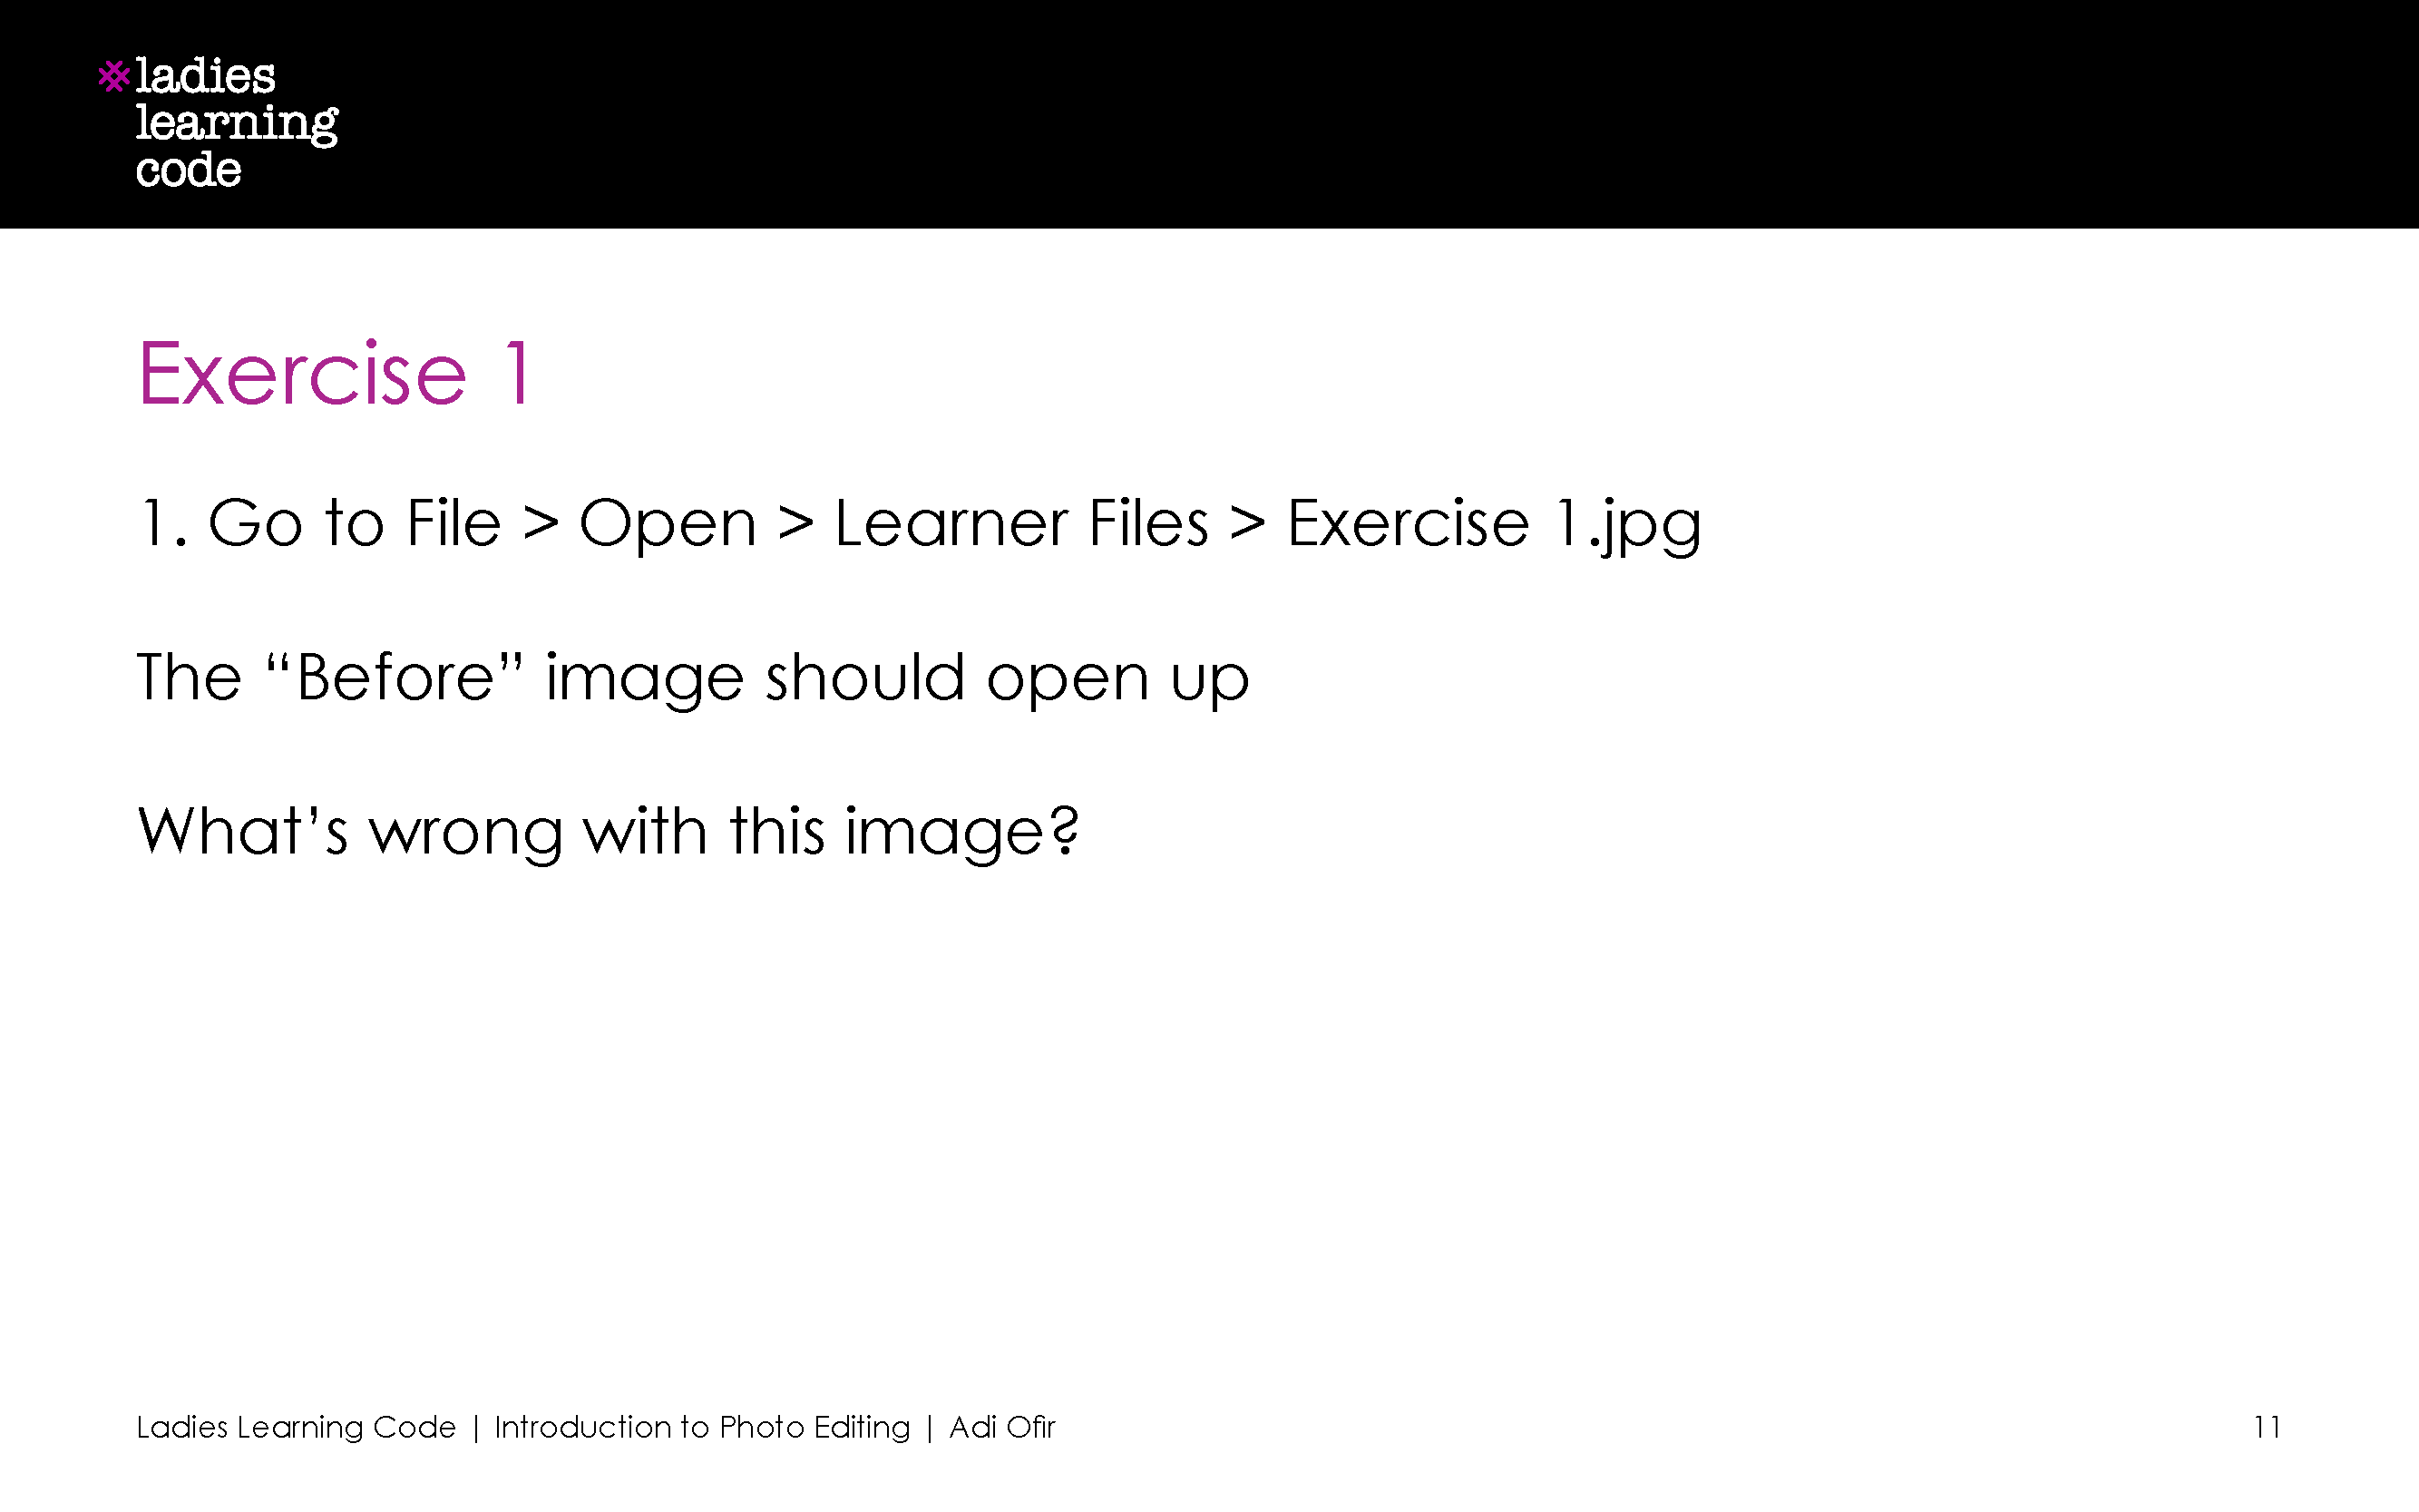 ladies
learning
code
Exercise 1
1. Go to File > Open > Learner Files > Exercise 1.jpg
The “Before” image should open up
What’s wrong with this image?
Ladies Learning Code | Introduction to Photo Editing | Adi Ofir
11